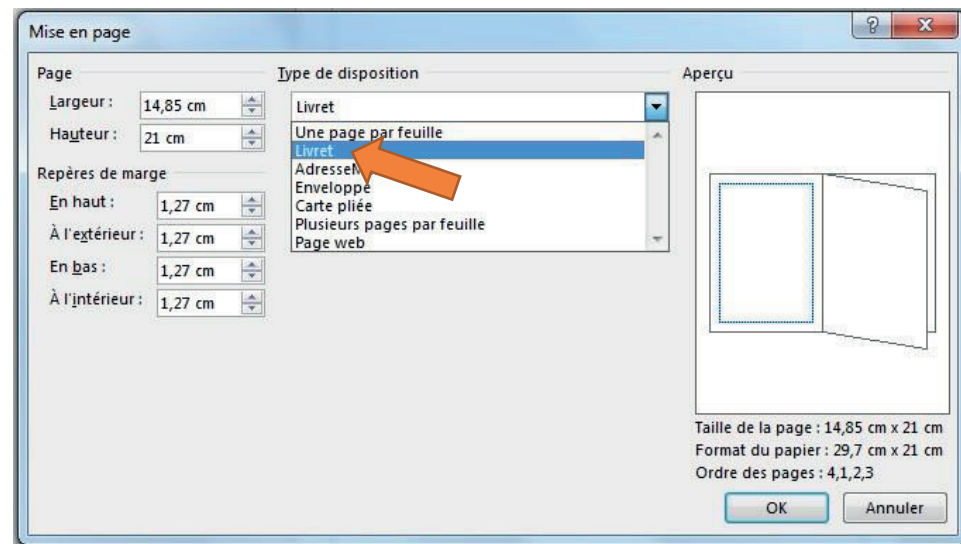 Mise en page
Page
Largeur : 14,85 cm
Hauteur : 21 cm
Repères de marge
En haut : 1,27 cm
À l'extérieur : 1,27 cm
En bas : 1,27 cm
À l'intérieur : 1,27 cm
Type de disposition
Livret
Une page par feuille
Livret
Enveloppe
Carte pliée
Plusieurs pages par feuille
Page web
Aperçu
Taille de la page : 14,85 cm x 21 cm
Format du papier : 29,7 cm x 21 cm
Ordre des pages : 4,1,2,3
OK
Annuler